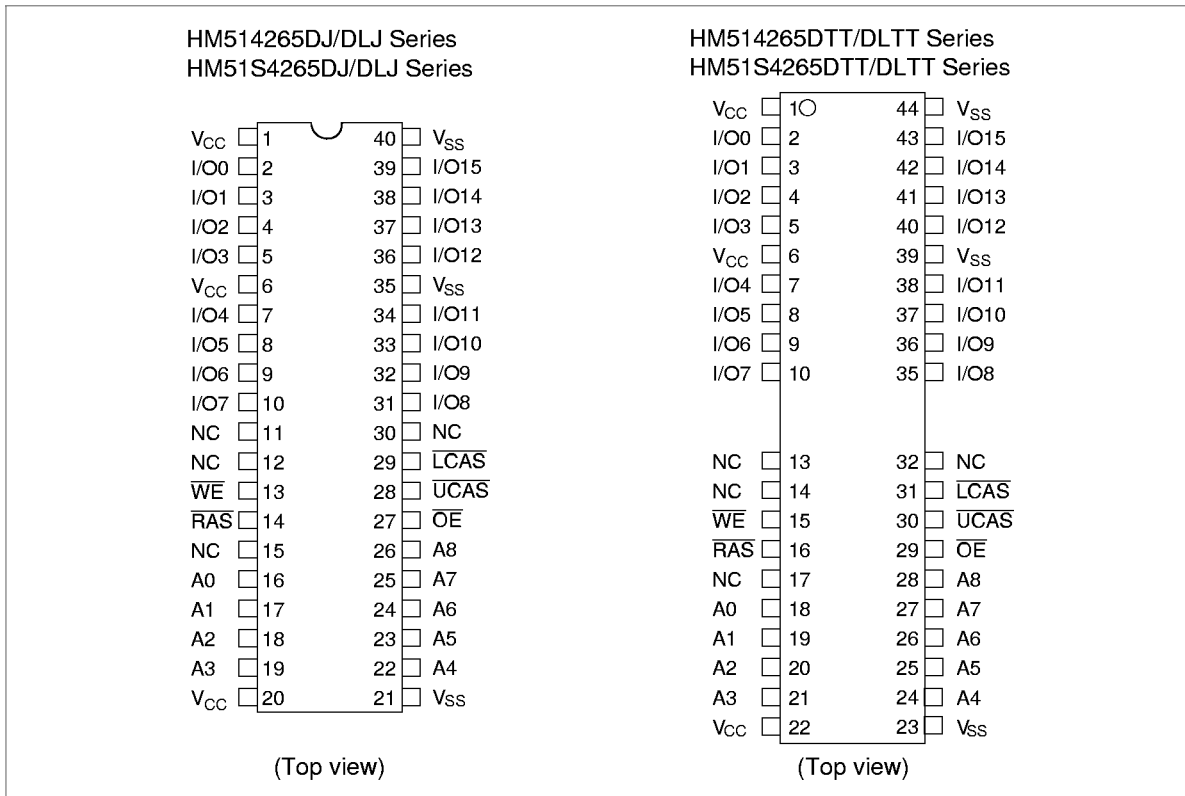 HM514265DJ/DLJ Series
HM51S4265DJ/DLJ Series
VCC 1 40 VSS
I/O0 2 39 I/O15
I/O1 3 38 I/O14
I/O2 4 37 I/O13
I/O3 5 36 I/O12
VCC 6 35 VSS
I/O4 7 34 I/O11
I/O5 8 33 I/O10
I/O6 9 32 I/O9
I/O7 10 31 I/O8
NC 11 30 NC
NC 12 29 LCAS
WE 13 28 UCAS
RAS 14 27 OE
NC 15 26 A8
A0 16 25 A7
A1 17 24 A6
A2 18 23 A5
A3 19 22 A4
VCC 20 21 VSS
(Top view)
HM514265DTT/DLTT Series
HM51S4265DTT/DLTT Series
VCC 1 44 VSS
I/O0 2 43 I/O15
I/O1 3 42 I/O14
I/O2 4 41 I/O13
I/O3 5 40 I/O12
VCC 6 39 VSS
I/O4 7 38 I/O11
I/O5 8 37 I/O10
I/O6 9 36 I/O9
I/O7 10 35 I/O8
NC 13 32 NC
NC 14 31 LCAS
WE 15 30 UCAS
RAS 16 29 OE
NC 17 28 A8
A0 18 27 A7
A1 19 26 A6
A2 20 25 A5
A3 21 24 A4
VCC 22 23 VSS
(Top view)